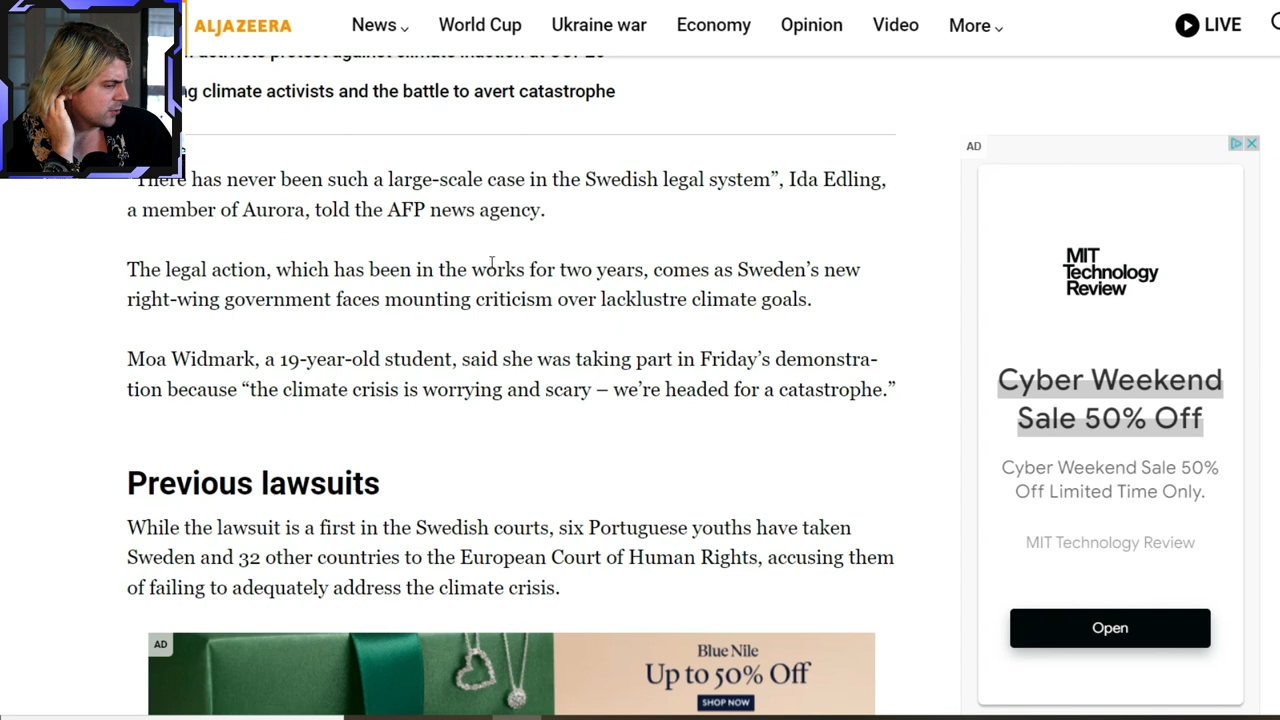 ALJAZEERA
News World Cup Ukraine war Economy Opinion Video More LIVE
climate activists and the battle to avert catastrophe
AD
"There has never been such a large-scale case in the Swedish legal system", Ida Edling,
a member of Aurora, told the AFP news agency.
The legal action, which has been in the works for two years, comes as Sweden's new
right-wing government faces mounting criticism over lacklustre climate goals.
Moa Widmark, a 19-year-old student, said she was taking part in Friday's demonstra-
tion because "the climate crisis is worrying and scary – we're headed for a catastrophe."
Previous lawsuits
While the lawsuit is a first in the Swedish courts, six Portuguese youths have taken
Sweden and 32 other countries to the European Court of Human Rights, accusing them
of failing to adequately address the climate crisis.
MIT
Technology
Review
Cyber Weekend
Sale 50% Off
Cyber Weekend Sale 50%
Off Limited Time Only.
MIT Technology Review
Open
AD
Blue Nile
Up to 50% Off
SHOP NOW